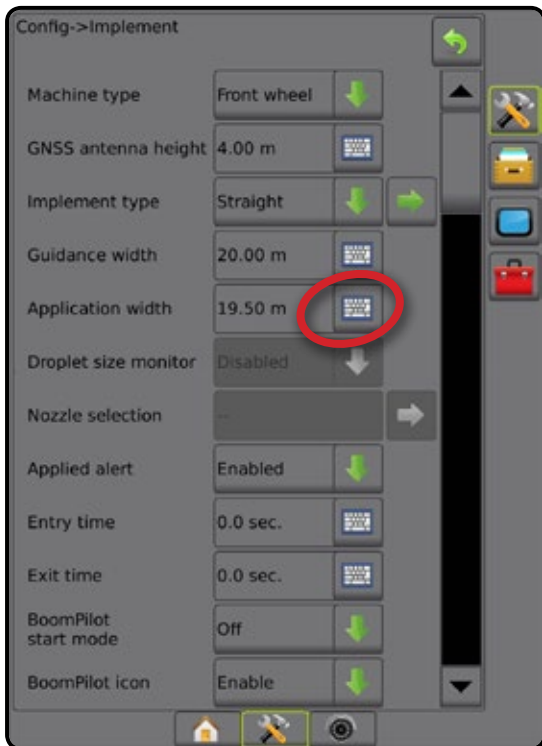 Config->Implement
Machine type Front wheel
GNSS antenna height 4.00 m
Implement type Straight
Guidance width 20.00 m
Application width 19.50 m
Droplet size monitor Disabled
Nozzle selection --
Applied alert Enabled
Entry time 0.0 sec.
Exit time 0.0 sec.
BoomPilot
start mode Off
BoomPilot icon Enable